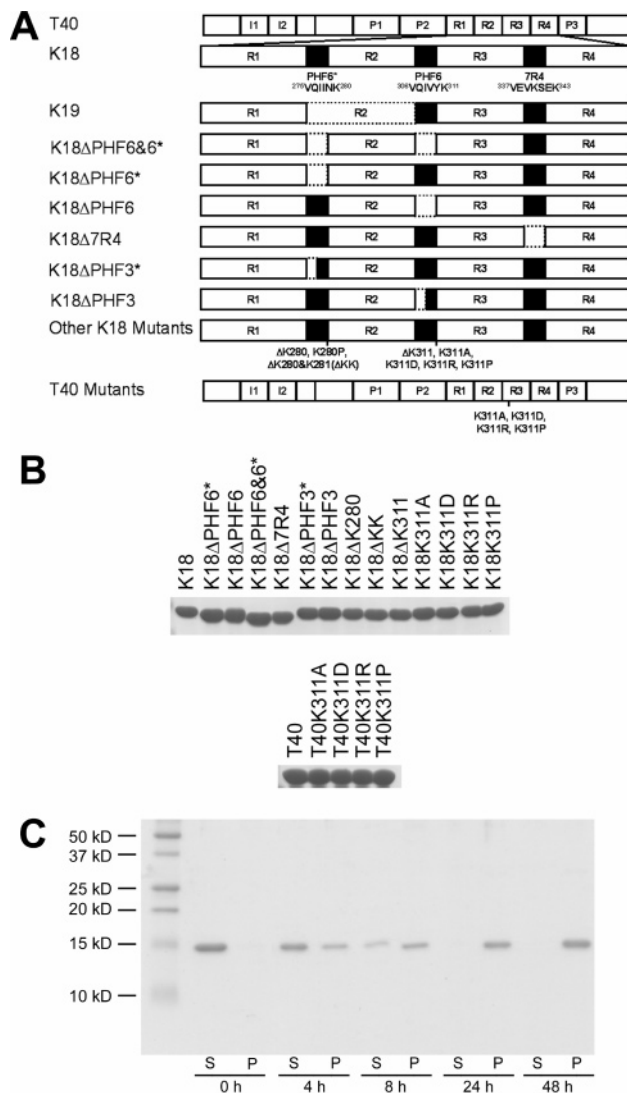 A
T40 I1 I2 P1 P2 R1 R2 R3 R4 P3
K18 R1 R2 R3 R4
PHF6* PHF6 7R4
²⁷⁵VQIINK²⁸⁰ ³⁰⁶VQIVYK³¹¹ ³³⁷VEVKSEK³⁴³
K19 R1 R2 R3 R4
K18ΔPHF6&6* R1 R2 R3 R4
K18ΔPHF6* R1 R2 R3 R4
K18ΔPHF6 R1 R2 R3 R4
K18Δ7R4 R1 R2 R3 R4
K18ΔPHF3* R1 R2 R3 R4
K18ΔPHF3 R1 R2 R3 R4
Other K18 Mutants R1 R2 R3 R4
ΔK280, K280P, ΔK311, K311A,
ΔK280&K281(ΔKK) K311D, K311R, K311P
T40 Mutants I1 I2 P1 P2 R1 R2 R3 R4 P3
K311A, K311D,
K311R, K311P
B
K18
K18ΔPHF6*
K18ΔPHF6
K18ΔPHF6&6*
K18Δ7R4
K18ΔPHF3*
K18ΔPHF3
K18ΔK280
K18ΔKK
K18ΔK311
K18K311A
K18K311D
K18K311R
K18K311P
T40
T40K311A
T40K311D
T40K311R
T40K311P
C
50 kD
37 kD
25 kD
20 kD
15 kD
10 kD
S P S P S P S P S P
0 h 4 h 8 h 24 h 48 h